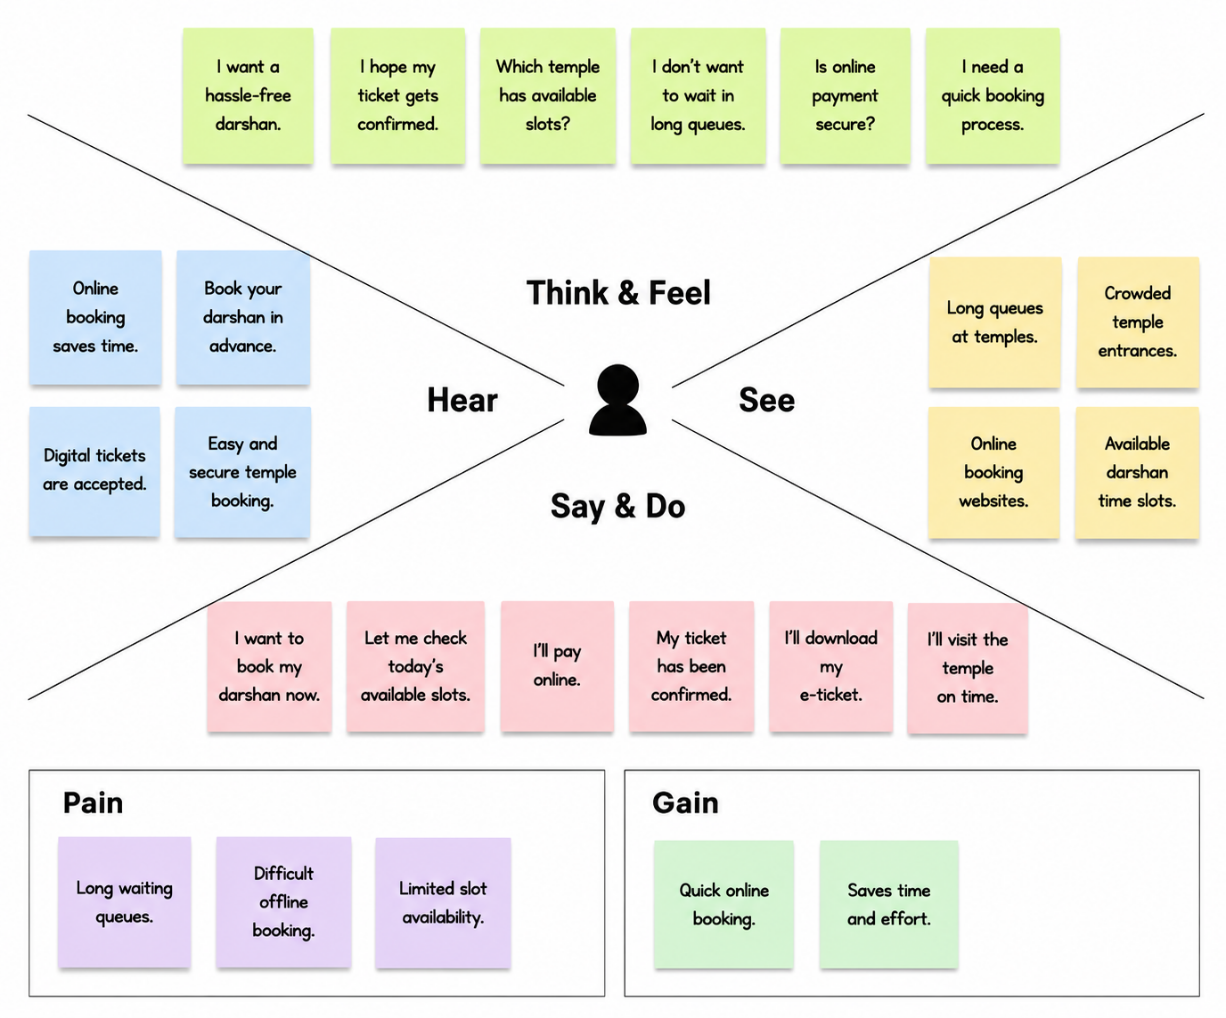 I want a
hassle-free
darshan.
I hope my
ticket gets
confirmed.
Which temple
has available
slots?
I don't want
to wait in
long queues.
Is online
payment
secure?
I need a
quick booking
process.
Think & Feel
Hear
See
Say & Do
Online
booking
saves time.
Book your
darshan in
advance.
Digital tickets
are accepted.
Easy and
secure temple
booking.
Long queues
at temples.
Crowded
temple
entrances.
Online
booking
websites.
Available
darshan
time slots.
I want to
book my
darshan now.
Let me check
today's
available slots.
I'll pay
online.
My ticket
has been
confirmed.
I'll download
my
e-ticket.
I'll visit the
temple
on time.
Pain
Long waiting
queues.
Difficult
offline
booking.
Limited slot
availability.
Gain
Quick online
booking.
Saves time
and effort.